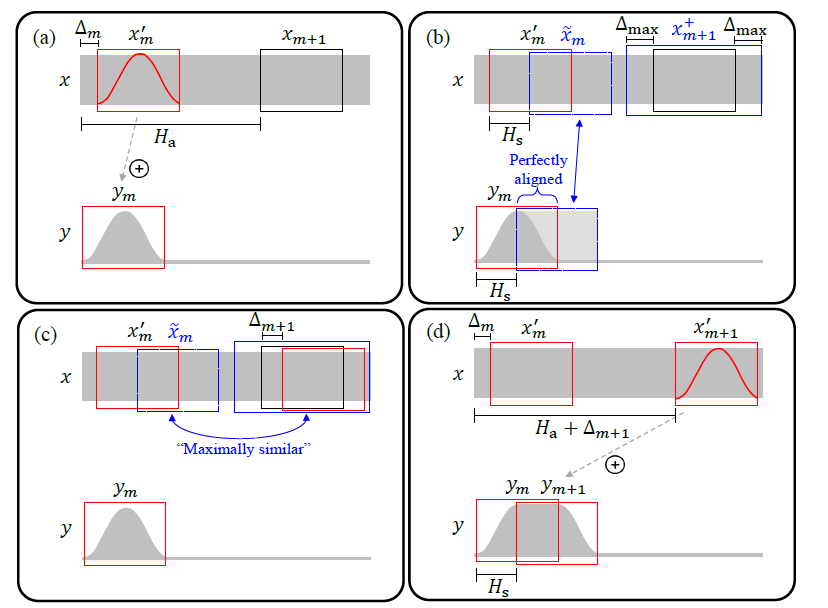 (a)
Δm x′m xm+1
x
Ha
+
ym
y
(b)
x′m x̃m Δmax x+m+1 Δmax
x
Hs
Perfectly
aligned
ym
y
Hs
(c)
x′m x̃m Δm+1
x
“Maximally similar”
ym
y
(d)
Δm x′m x′m+1
x
Ha + Δm+1
+
ym ym+1
y
Hs